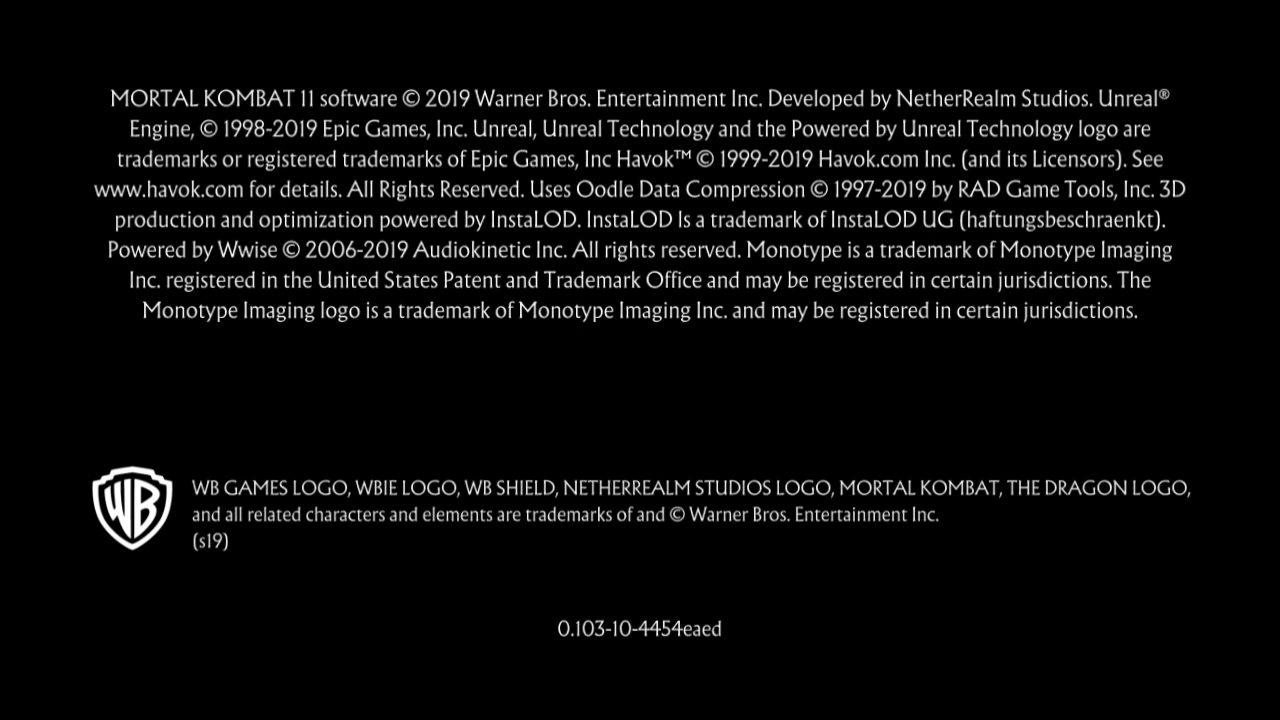 MORTAL KOMBAT 11 software © 2019 Warner Bros. Entertainment Inc. Developed by NetherRealm Studios. Unreal®
Engine, © 1998-2019 Epic Games, Inc. Unreal, Unreal Technology and the Powered by Unreal Technology logo are
trademarks or registered trademarks of Epic Games, Inc Havok™ © 1999-2019 Havok.com Inc. (and its Licensors). See
www.havok.com for details. All Rights Reserved. Uses Oodle Data Compression © 1997-2019 by RAD Game Tools, Inc. 3D
production and optimization powered by InstaLOD. InstaLOD Is a trademark of InstaLOD UG (haftungsbeschraenkt).
Powered by Wwise © 2006-2019 Audiokinetic Inc. All rights reserved. Monotype is a trademark of Monotype Imaging
Inc. registered in the United States Patent and Trademark Office and may be registered in certain jurisdictions. The
Monotype Imaging logo is a trademark of Monotype Imaging Inc. and may be registered in certain jurisdictions.
WB
WB GAMES LOGO, WBIE LOGO, WB SHIELD, NETHERREALM STUDIOS LOGO, MORTAL KOMBAT, THE DRAGON LOGO,
and all related characters and elements are trademarks of and © Warner Bros. Entertainment Inc.
(s19)
0.103-10-4454eaed